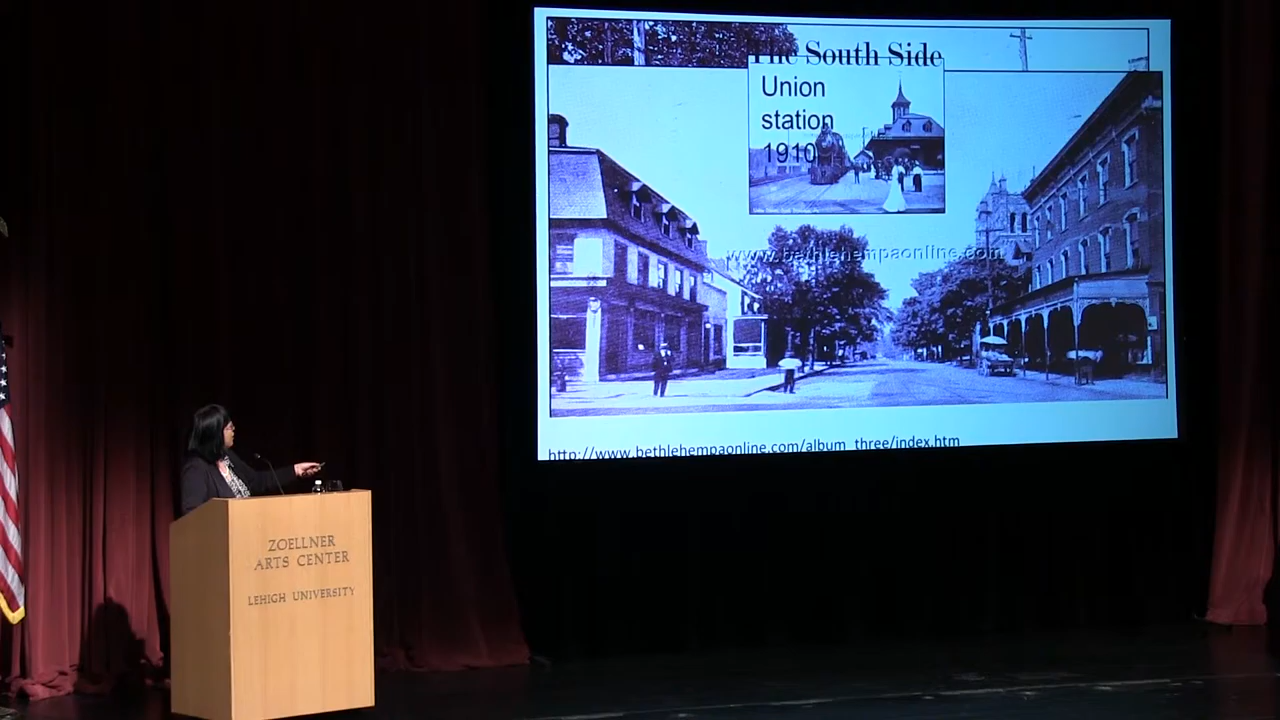 The South Side
Union
station
1910
www.bethlehempaonline.com
http://www.bethlehempaonline.com/album_three/index.htm
ZOELLNER
ARTS CENTER
LEHIGH UNIVERSITY